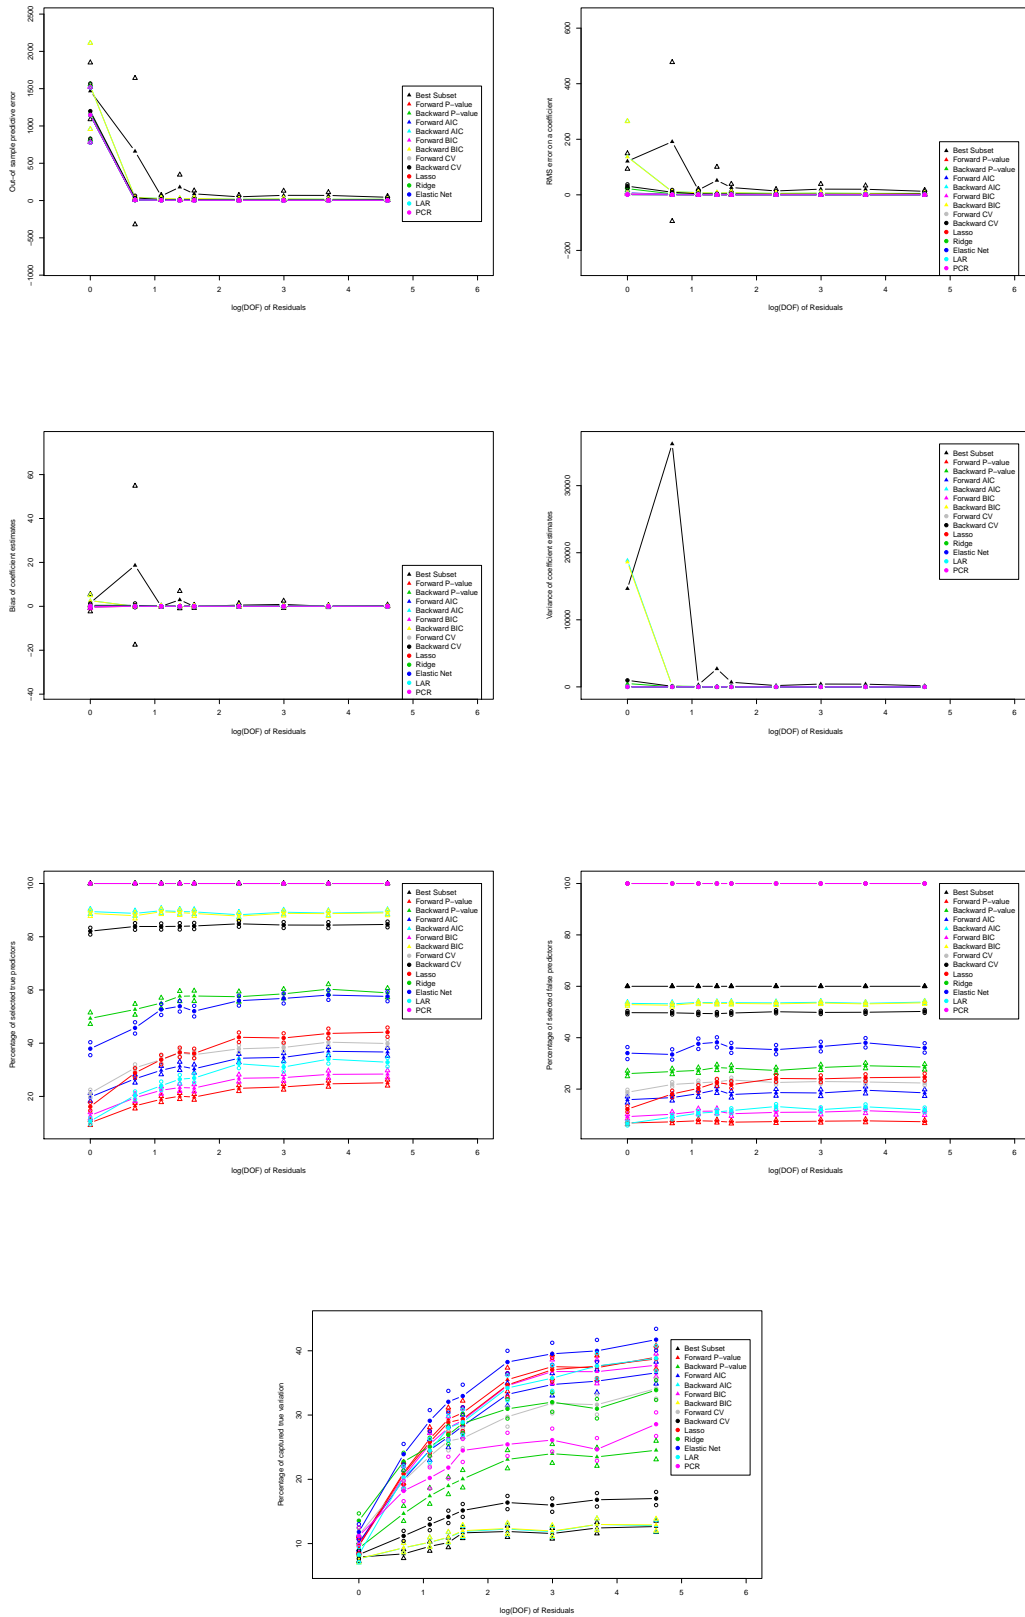 Out-of sample predictive error
−1000
−500
0
500
1000
1500
2000
2500
0 1 2 3 4 5 6
log(DOF) of Residuals
Best Subset
Forward P−value
Backward P−value
Forward AIC
Backward AIC
Forward BIC
Backward BIC
Forward CV
Backward CV
Lasso
Ridge
Elastic Net
LAR
PCR
RMS error on a coefficient
−200
0
200
400
600
0 1 2 3 4 5 6
log(DOF) of Residuals
Best Subset
Forward P−value
Backward P−value
Forward AIC
Backward AIC
Forward BIC
Backward BIC
Forward CV
Backward CV
Lasso
Ridge
Elastic Net
LAR
PCR
Bias of coefficient estimates
−40
−20
0
20
40
60
0 1 2 3 4 5 6
log(DOF) of Residuals
Best Subset
Forward P−value
Backward P−value
Forward AIC
Backward AIC
Forward BIC
Backward BIC
Forward CV
Backward CV
Lasso
Ridge
Elastic Net
LAR
PCR
Variance of coefficient estimates
0
10000
20000
30000
0 1 2 3 4 5 6
log(DOF) of Residuals
Best Subset
Forward P−value
Backward P−value
Forward AIC
Backward AIC
Forward BIC
Backward BIC
Forward CV
Backward CV
Lasso
Ridge
Elastic Net
LAR
PCR
Percentage of selected true predictors
20
40
60
80
100
0 1 2 3 4 5 6
log(DOF) of Residuals
Best Subset
Forward P−value
Backward P−value
Forward AIC
Backward AIC
Forward BIC
Backward BIC
Forward CV
Backward CV
Lasso
Ridge
Elastic Net
LAR
PCR
Percentage of selected false predictors
20
40
60
80
100
0 1 2 3 4 5 6
log(DOF) of Residuals
Best Subset
Forward P−value
Backward P−value
Forward AIC
Backward AIC
Forward BIC
Backward BIC
Forward CV
Backward CV
Lasso
Ridge
Elastic Net
LAR
PCR
Percentage of captured true variation
10
20
30
40
0 1 2 3 4 5 6
log(DOF) of Residuals
Best Subset
Forward P−value
Backward P−value
Forward AIC
Backward AIC
Forward BIC
Backward BIC
Forward CV
Backward CV
Lasso
Ridge
Elastic Net
LAR
PCR